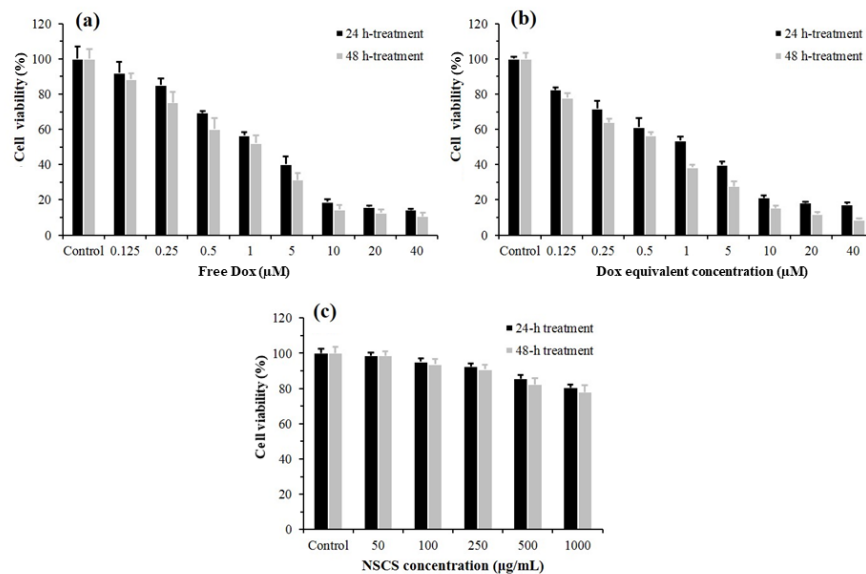 (a)
24 h-treatment
48 h-treatment
Cell viability (%)
120
100
80
60
40
20
0
Control 0.125 0.25 0.5 1 5 10 20 40
Free Dox (µM)
(b)
24 h-treatment
48 h-treatment
Cell viability (%)
120
100
80
60
40
20
0
Control 0.125 0.25 0.5 1 5 10 20 40
Dox equivalent concentration (µM)
(c)
24-h treatment
48-h treatment
Cell viability (%)
120
100
80
60
40
20
0
Control 50 100 250 500 1000
NSCS concentration (µg/mL)